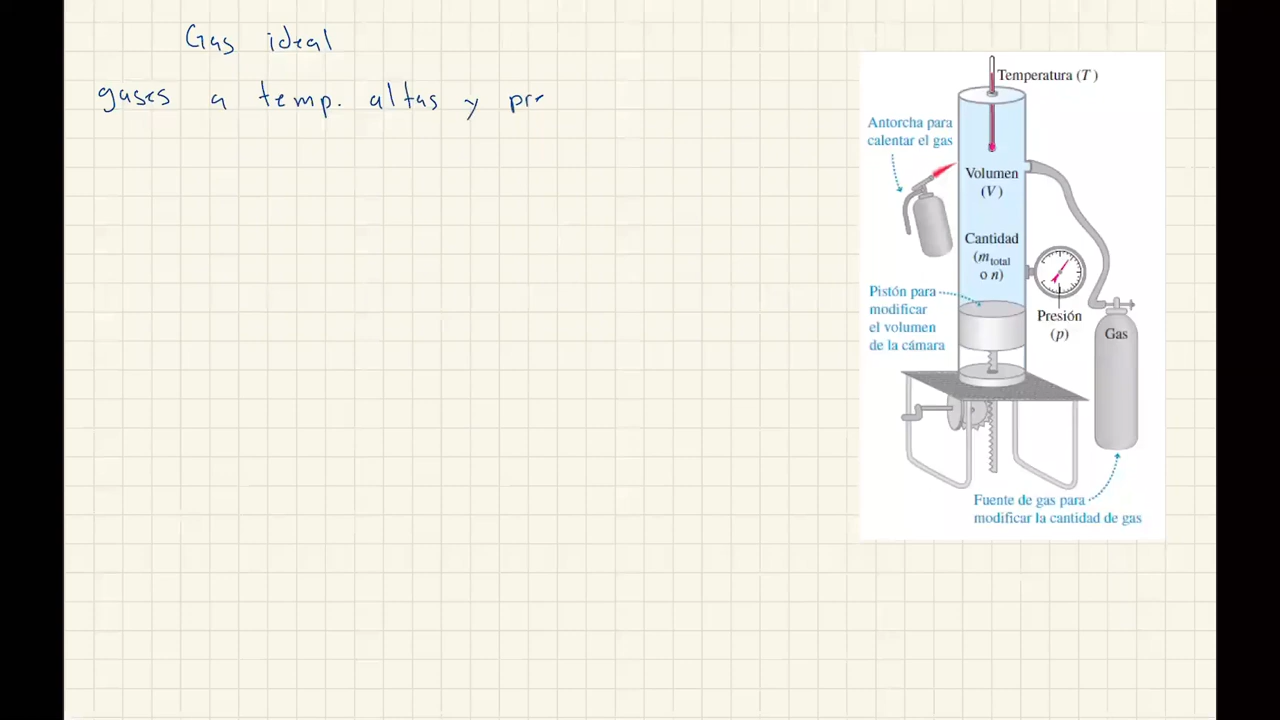 Gas ideal
gases a temp. altas y pr
Temperatura (T)
Antorcha para
calentar el gas
Volumen
(V)
Cantidad
(m total
o n)
Pistón para
modificar
el volumen
de la cámara
Presión
(p)
Gas
Fuente de gas para
modificar la cantidad de gas